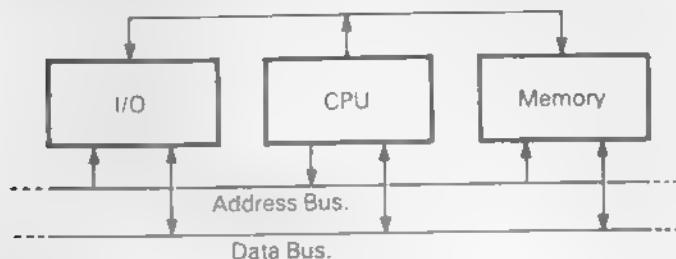 I/O
CPU
Memory
Address Bus.
Data Bus.